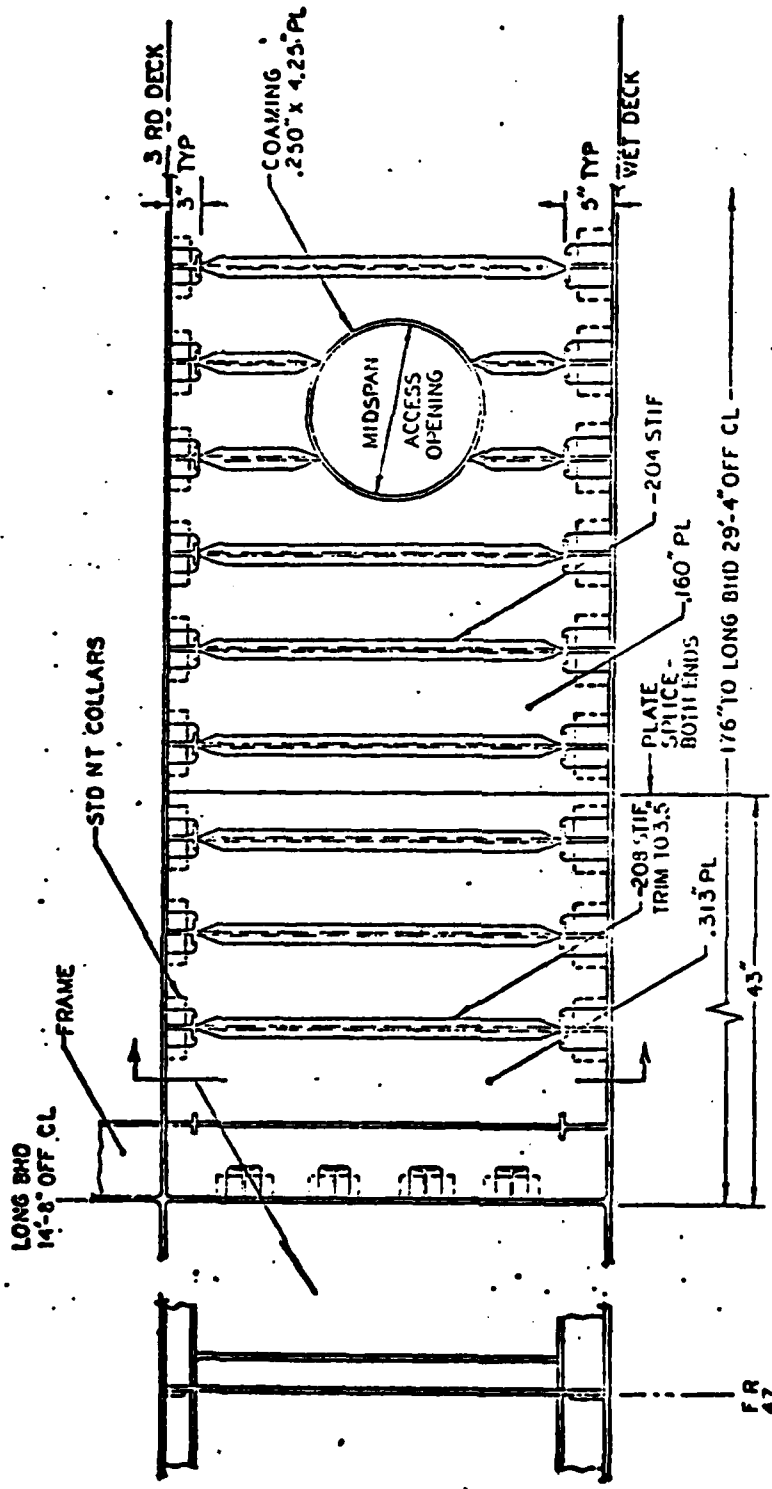 LONG BHD
14'-8" OFF CL
FRAME
STD NT COLLARS
3 RD DECK
3" TYP
COAMING
.250" X 4.25" PL
MIDSPAN
ACCESS
OPENING
5" TYP
WET DECK
-204 STIF
.160" PL
PLATE
SPLICE-
BOTH ENDS
-208 STIF,
TRIM TO 3.5
.313" PL
43"
176" TO LONG BHD 29'-4" OFF CL
FR
47